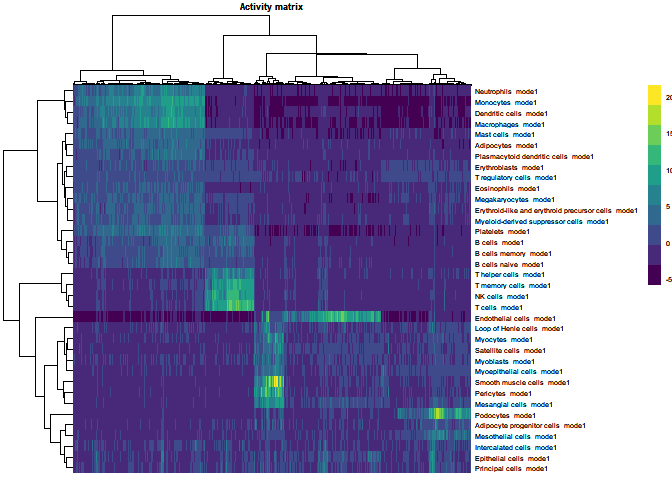 Activity matrix
Neutrophils mode1
Monocytes mode1
Dendritic cells mode1
Macrophages mode1
Mast cells mode1
Adipocytes mode1
Plasmacytoid dendritic cells mode1
Erythroblasts mode1
T regulatory cells mode1
Eosinophils mode1
Megakaryocytes mode1
Erythroid-like and erythroid precursor cells mode1
Myeloid-derived suppressor cells mode1
Platelets mode1
B cells mode1
B cells memory mode1
B cells naive mode1
T helper cells mode1
T memory cells mode1
NK cells mode1
T cells mode1
Endothelial cells mode1
Loop of Henle cells mode1
Myocytes mode1
Satellite cells mode1
Myoblasts mode1
Myoepithelial cells mode1
Smooth muscle cells mode1
Pericytes mode1
Mesangial cells mode1
Podocytes mode1
Adipocyte progenitor cells mode1
Mesothelial cells mode1
Intercalated cells mode1
Epithelial cells mode1
Principal cells mode1
20
15
10
5
0
-5